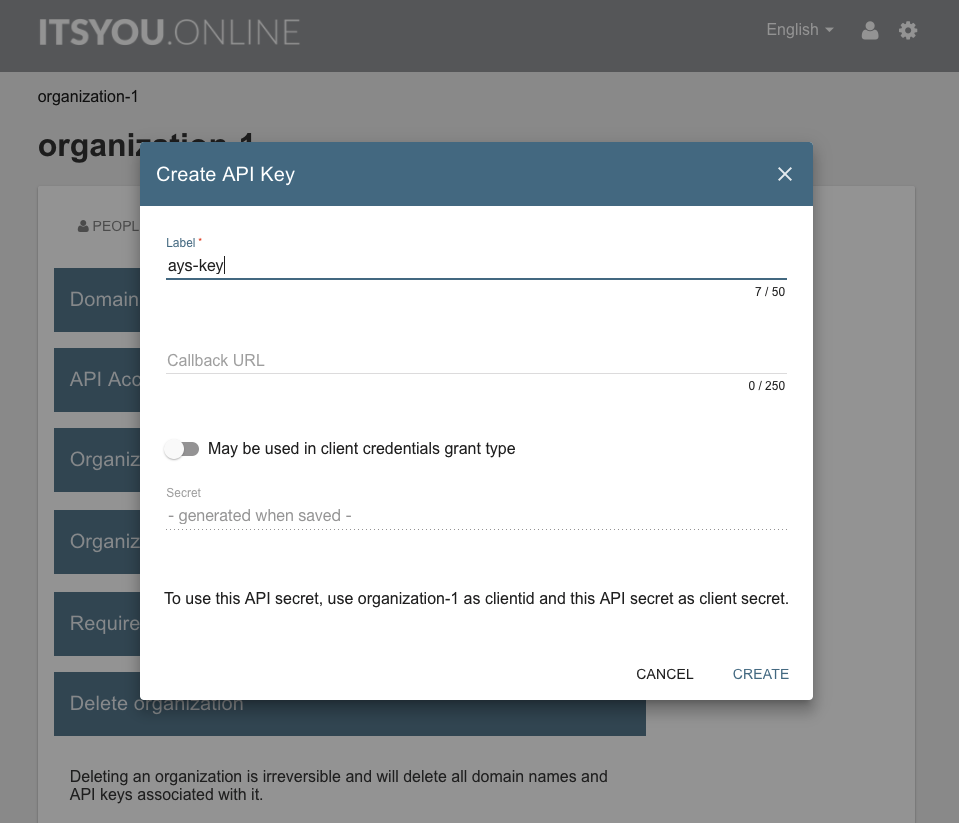 ITSYOU.ONLINE
English
organization-1
organization-1
PEOPL
Create API Key
Label *
ays-key
7 / 50
Callback URL
0 / 250
May be used in client credentials grant type
Secret
- generated when saved -
To use this API secret, use organization-1 as clientid and this API secret as client secret.
CANCEL
CREATE
Domain
API Acc
Organiz
Organiz
Require
Delete organization
Deleting an organization is irreversible and will delete all domain names and
API keys associated with it.